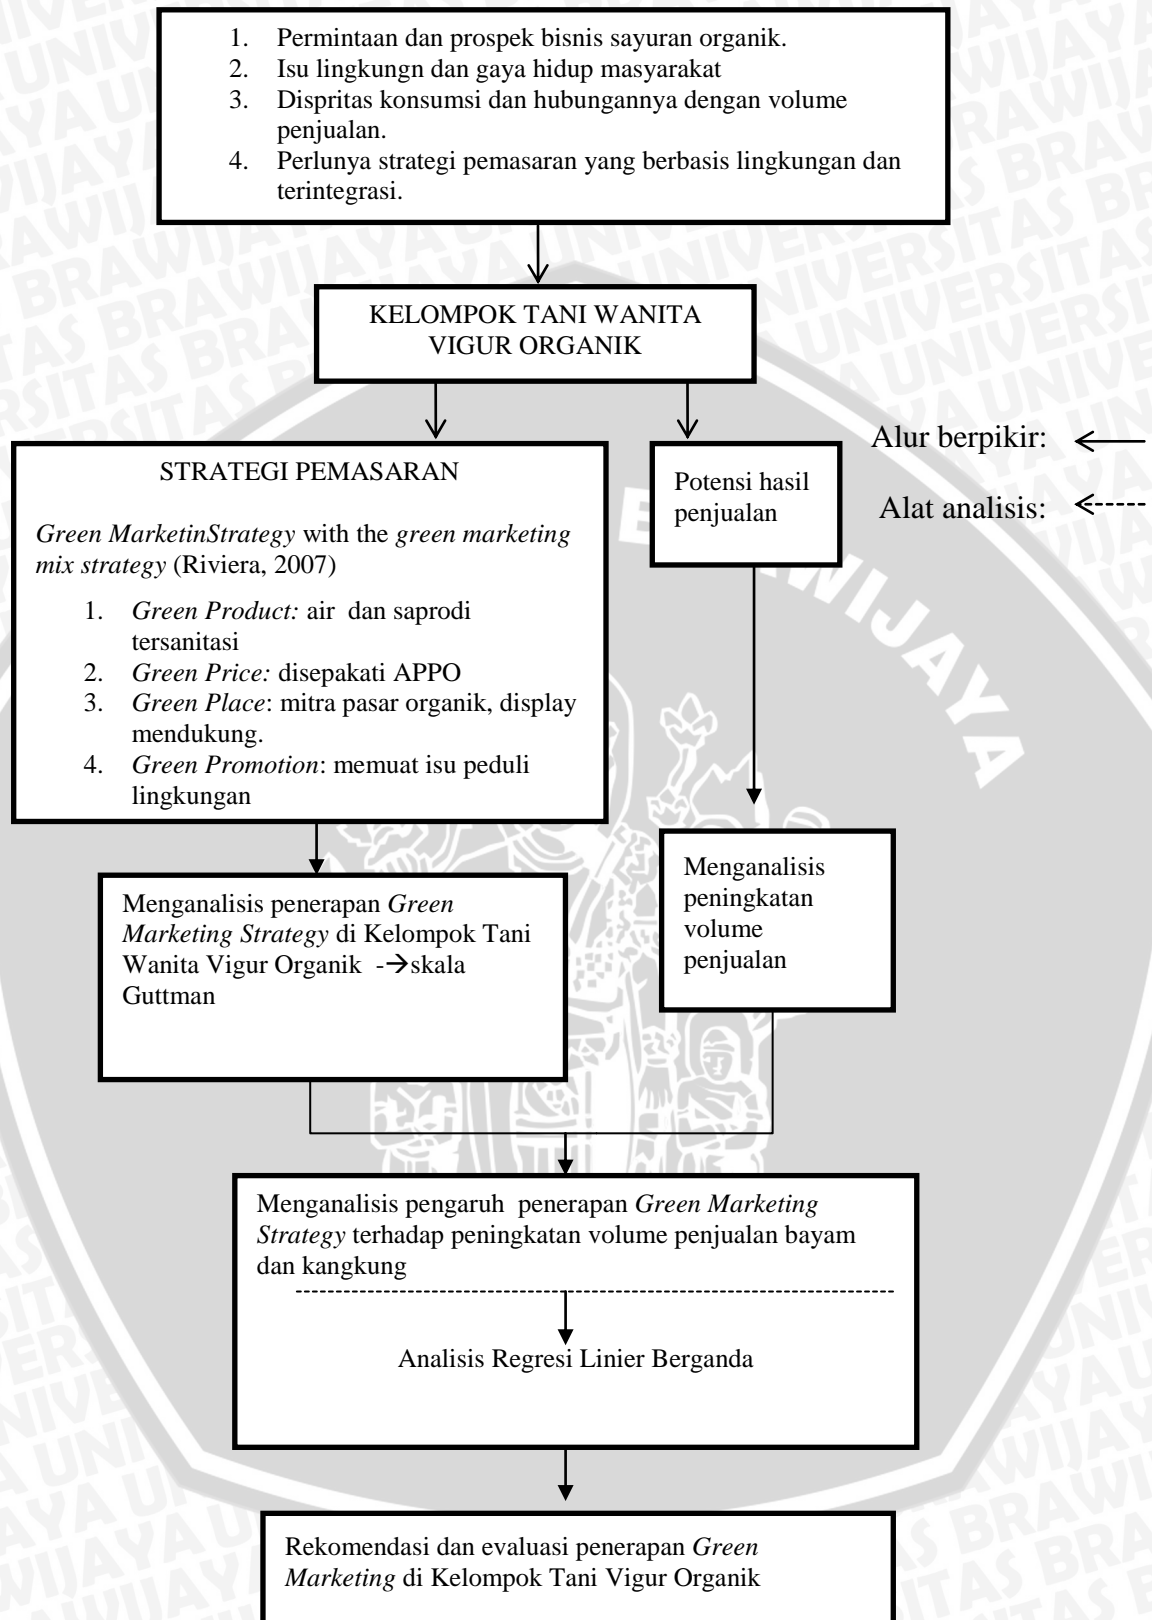 1. Permintaan dan prospek bisnis sayuran organik.
2. Isu lingkungn dan gaya hidup masyarakat
3. Dispritas konsumsi dan hubungannya dengan volume
penjualan.
4. Perlunya strategi pemasaran yang berbasis lingkungan dan
terintegrasi.
KELOMPOK TANI WANITA
VIGUR ORGANIK
Alur berpikir:
Alat analisis:
STRATEGI PEMASARAN
Green MarketinStrategy with the green marketing
mix strategy (Riviera, 2007)
1. Green Product: air dan saprodi
tersanitasi
2. Green Price: disepakati APPO
3. Green Place: mitra pasar organik, display
mendukung.
4. Green Promotion: memuat isu peduli
lingkungan
Potensi hasil
penjualan
Menganalisis penerapan Green
Marketing Strategy di Kelompok Tani
Wanita Vigur Organik -→skala
Guttman
Menganalisis
peningkatan
volume
penjualan
Menganalisis pengaruh penerapan Green Marketing
Strategy terhadap peningkatan volume penjualan bayam
dan kangkung
Analisis Regresi Linier Berganda
Rekomendasi dan evaluasi penerapan Green
Marketing di Kelompok Tani Vigur Organik